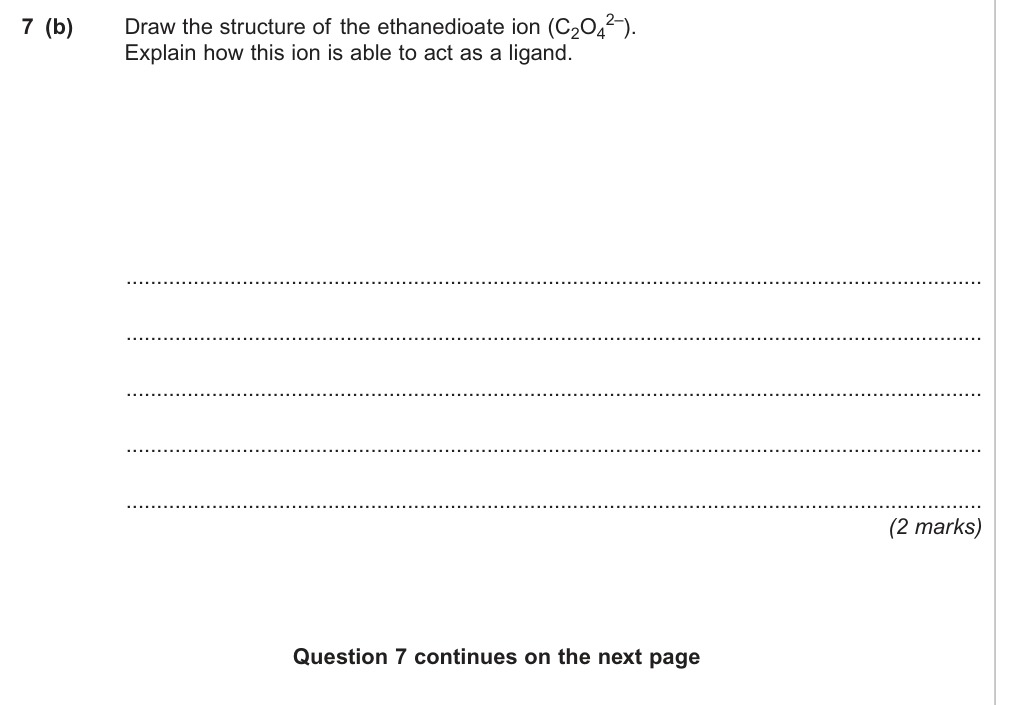 7 (b) Draw the structure of the ethanedioate ion (C₂O₄²⁻).
Explain how this ion is able to act as a ligand.
(2 marks)
Question 7 continues on the next page